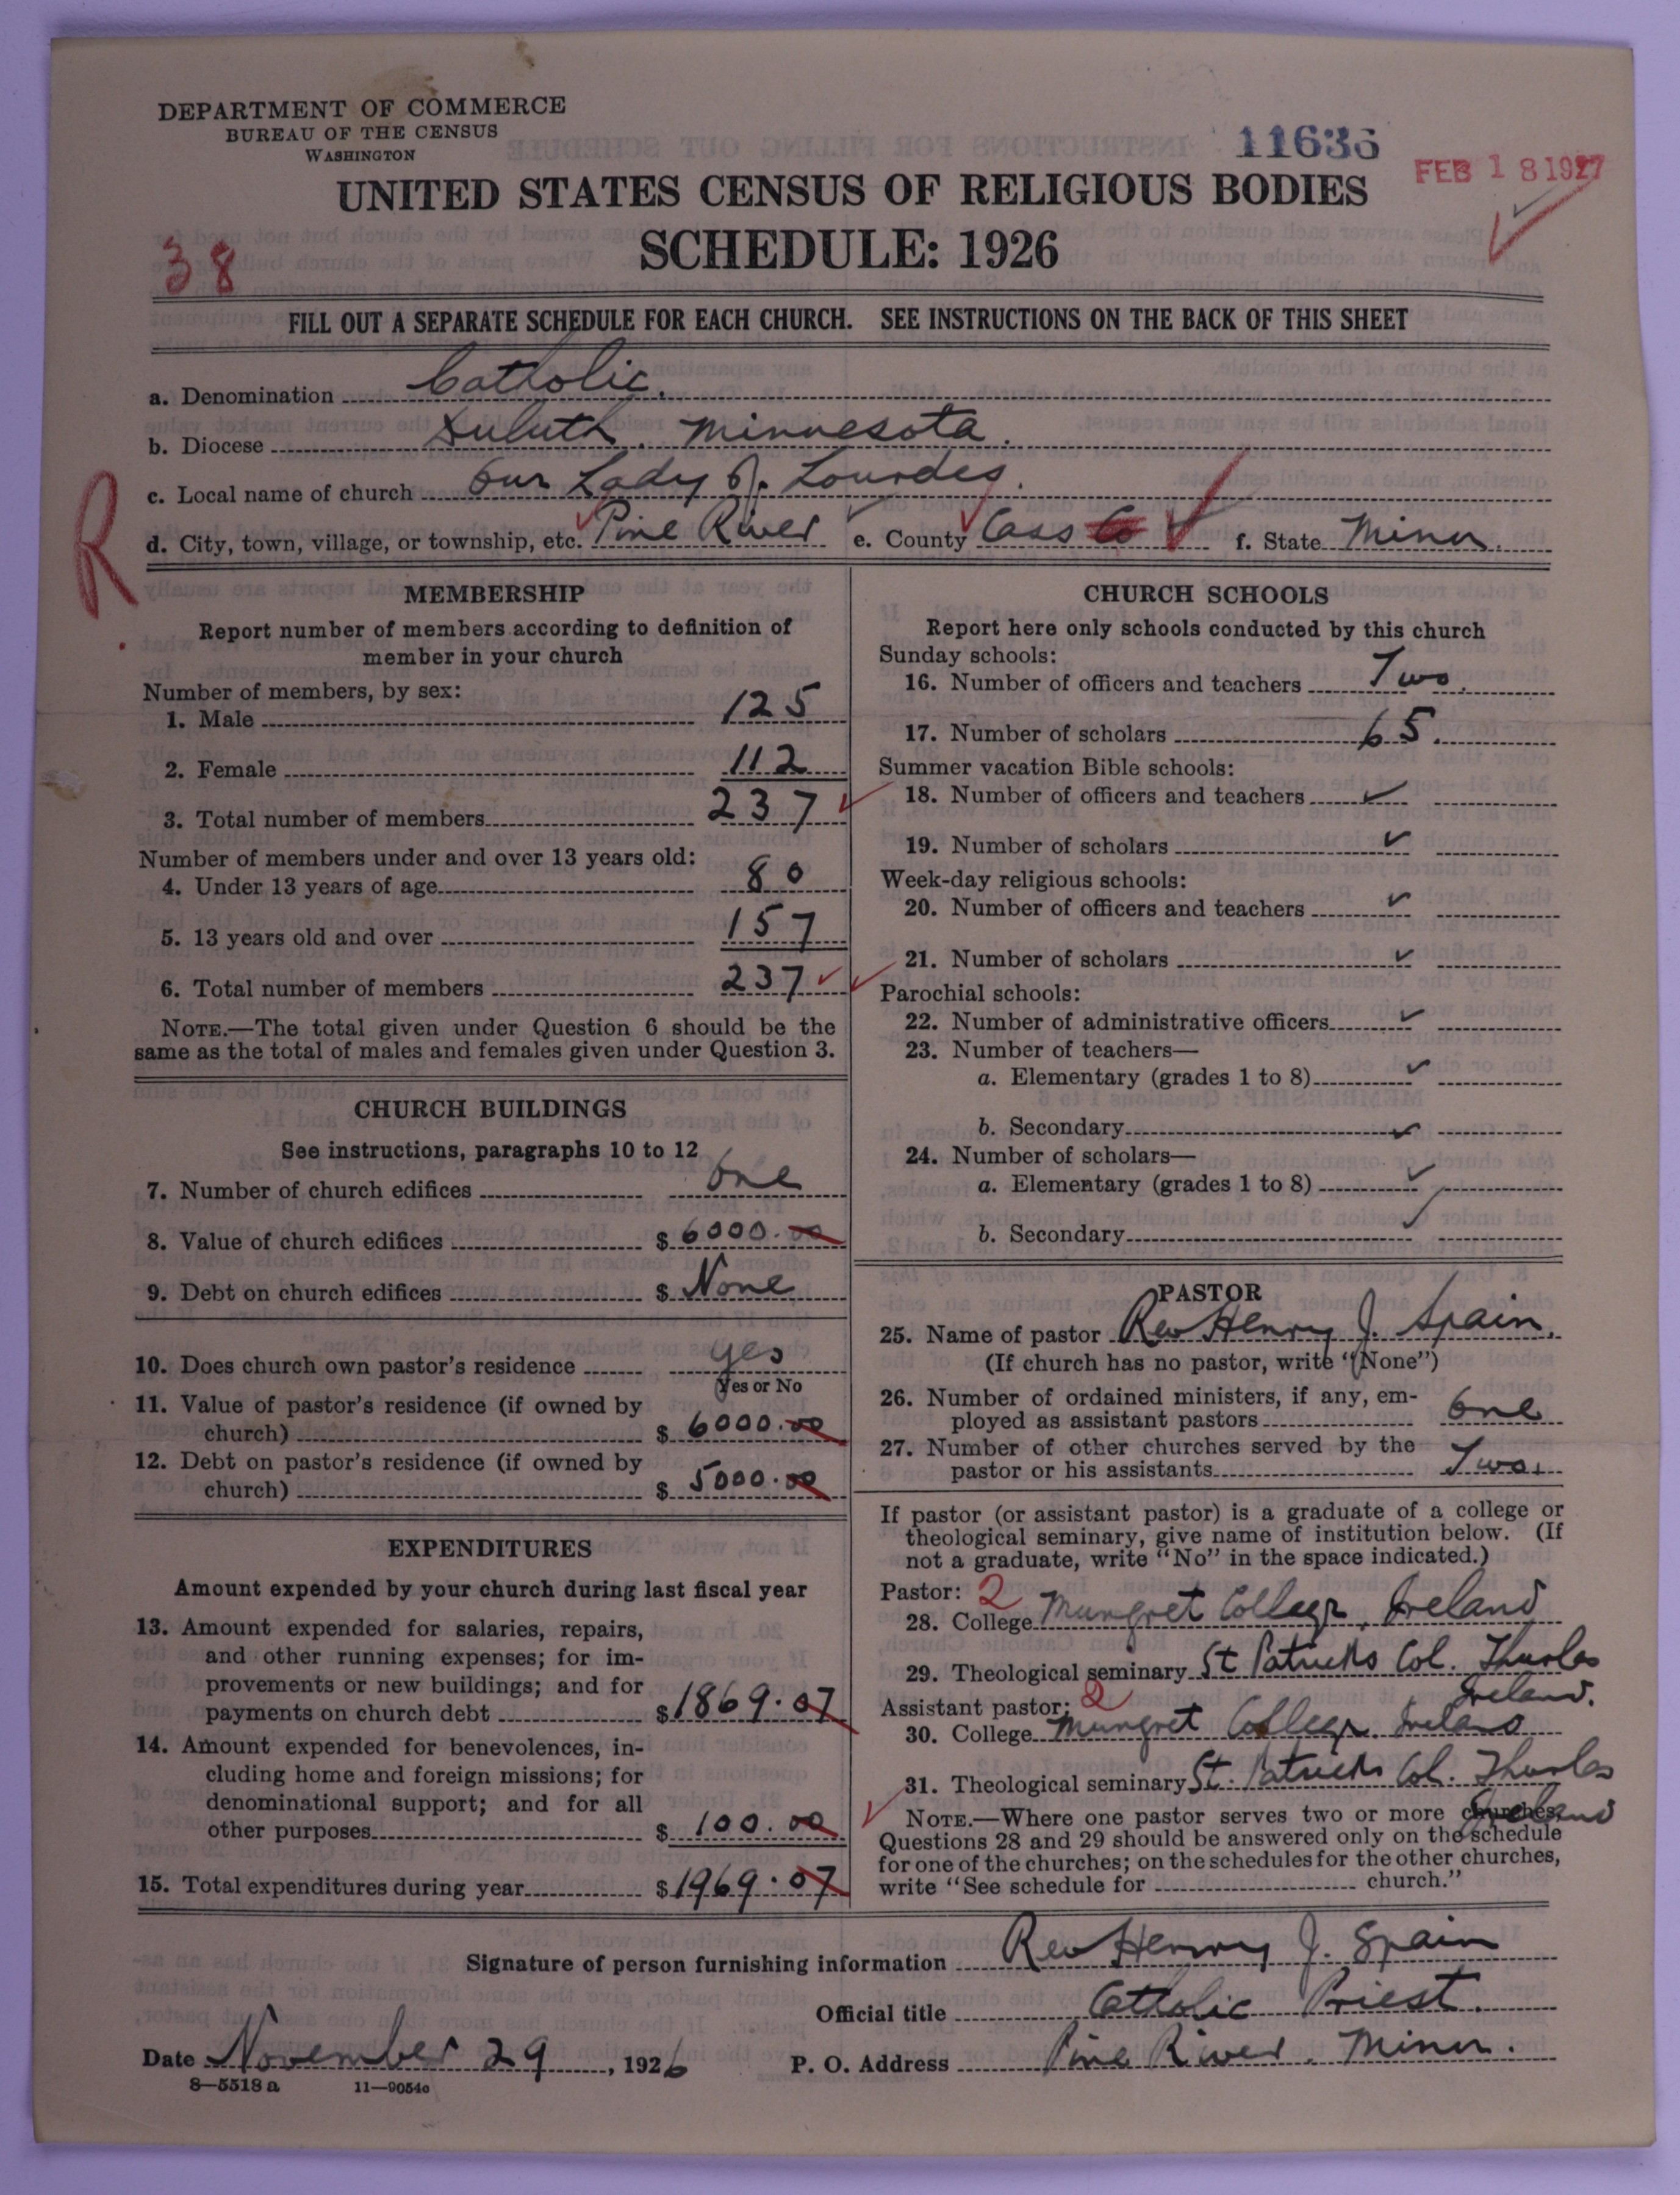 DEPARTMENT OF COMMERCE
BUREAU OF THE CENSUS
WASHINGTON
11636
FEB 18 1927
UNITED STATES CENSUS OF RELIGIOUS BODIES
SCHEDULE: 1926
38
FILL OUT A SEPARATE SCHEDULE FOR EACH CHURCH. SEE INSTRUCTIONS ON THE BACK OF THIS SHEET
a. Denomination Catholic.
b. Diocese Duluth. Minnesota.
c. Local name of church Our Lady of Lourdes.
R
d. City, town, village, or township, etc. Pine River e. County Cass Co f. State Minn.
MEMBERSHIP
Report number of members according to definition of
member in your church
Number of members, by sex:
1. Male 125
2. Female 112
3. Total number of members 237
Number of members under and over 13 years old:
4. Under 13 years of age 80
5. 13 years old and over 157
6. Total number of members 237
NOTE.—The total given under Question 6 should be the
same as the total of males and females given under Question 3.
CHURCH BUILDINGS
See instructions, paragraphs 10 to 12
7. Number of church edifices One
8. Value of church edifices $ 6000.00
9. Debt on church edifices $ None
10. Does church own pastor's residence yes
Yes or No
11. Value of pastor's residence (if owned by
church) $ 6000.00
12. Debt on pastor's residence (if owned by
church) $ 5000.00
EXPENDITURES
Amount expended by your church during last fiscal year
13. Amount expended for salaries, repairs,
and other running expenses; for im-
provements or new buildings; and for
payments on church debt $ 1869.07
14. Amount expended for benevolences, in-
cluding home and foreign missions; for
denominational support; and for all
other purposes $ 100.00
15. Total expenditures during year $ 1969.07
CHURCH SCHOOLS
Report here only schools conducted by this church
Sunday schools:
16. Number of officers and teachers Two.
17. Number of scholars 65.
Summer vacation Bible schools:
18. Number of officers and teachers ✓
19. Number of scholars ✓
Week-day religious schools:
20. Number of officers and teachers ✓
21. Number of scholars ✓
Parochial schools:
22. Number of administrative officers ✓
23. Number of teachers—
a. Elementary (grades 1 to 8) ✓
b. Secondary ✓
24. Number of scholars—
a. Elementary (grades 1 to 8) ✓
b. Secondary ✓
PASTOR
25. Name of pastor Rev Henry J. Spain.
(If church has no pastor, write "None")
26. Number of ordained ministers, if any, em-
ployed as assistant pastors One
27. Number of other churches served by the
pastor or his assistants Two.
If pastor (or assistant pastor) is a graduate of a college or
theological seminary, give name of institution below. (If
not a graduate, write "No" in the space indicated.)
Pastor: 2
28. College Mungret College, Ireland
29. Theological seminary St Patricks Col. Thurles
Ireland.
Assistant pastor: 2
30. College Mungret College. Ireland
31. Theological seminary St. Patricks Col. Thurles
Ireland
NOTE.—Where one pastor serves two or more churches,
Questions 28 and 29 should be answered only on the schedule
for one of the churches; on the schedules for the other churches,
write "See schedule for church."
Signature of person furnishing information Rev Henry J. Spain
Official title Catholic Priest.
Date November 29, 1926 P. O. Address Pine River. Minn.
8—5518 a 11—9054c